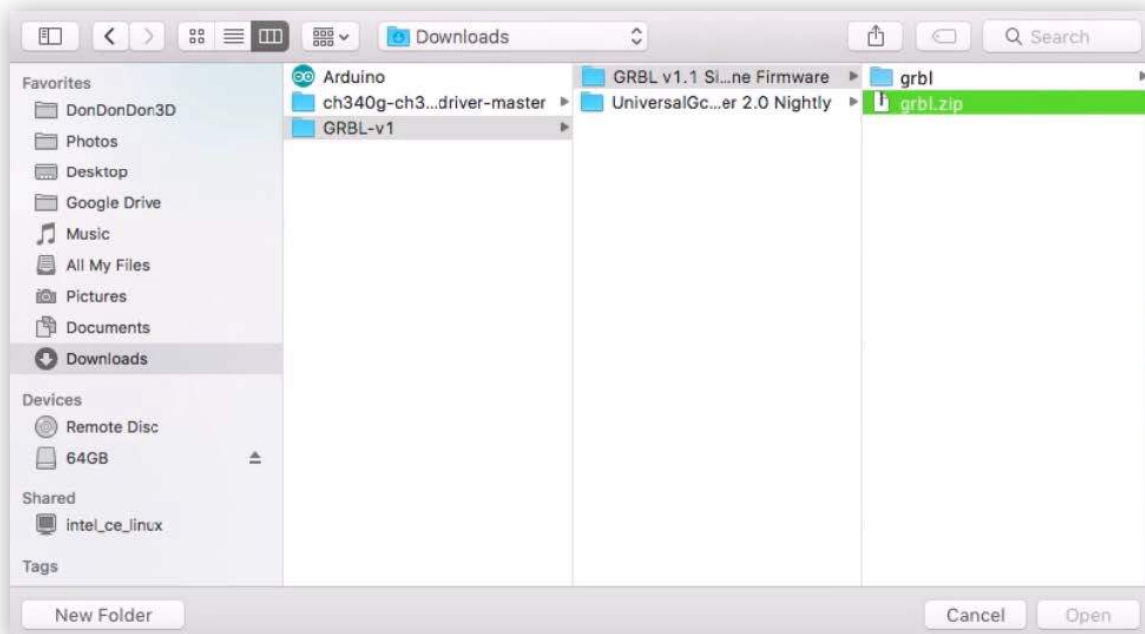 Downloads
Search
Favorites
DonDonDon3D
Photos
Desktop
Google Drive
Music
All My Files
Pictures
Documents
Downloads
Devices
Remote Disc
64GB
Shared
intel_ce_linux
Tags
Arduino
ch340g-ch3...driver-master
GRBL-v1
GRBL v1.1 Si...ne Firmware
UniversalGc...er 2.0 Nightly
grbl
grbl.zip
New Folder
Cancel
Open